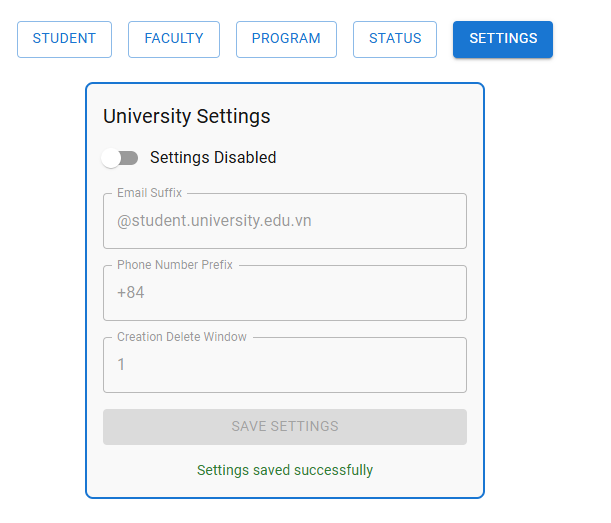 STUDENT FACULTY PROGRAM STATUS SETTINGS
University Settings
Settings Disabled
Email Suffix
@student.university.edu.vn
Phone Number Prefix
+84
Creation Delete Window
1
SAVE SETTINGS
Settings saved successfully